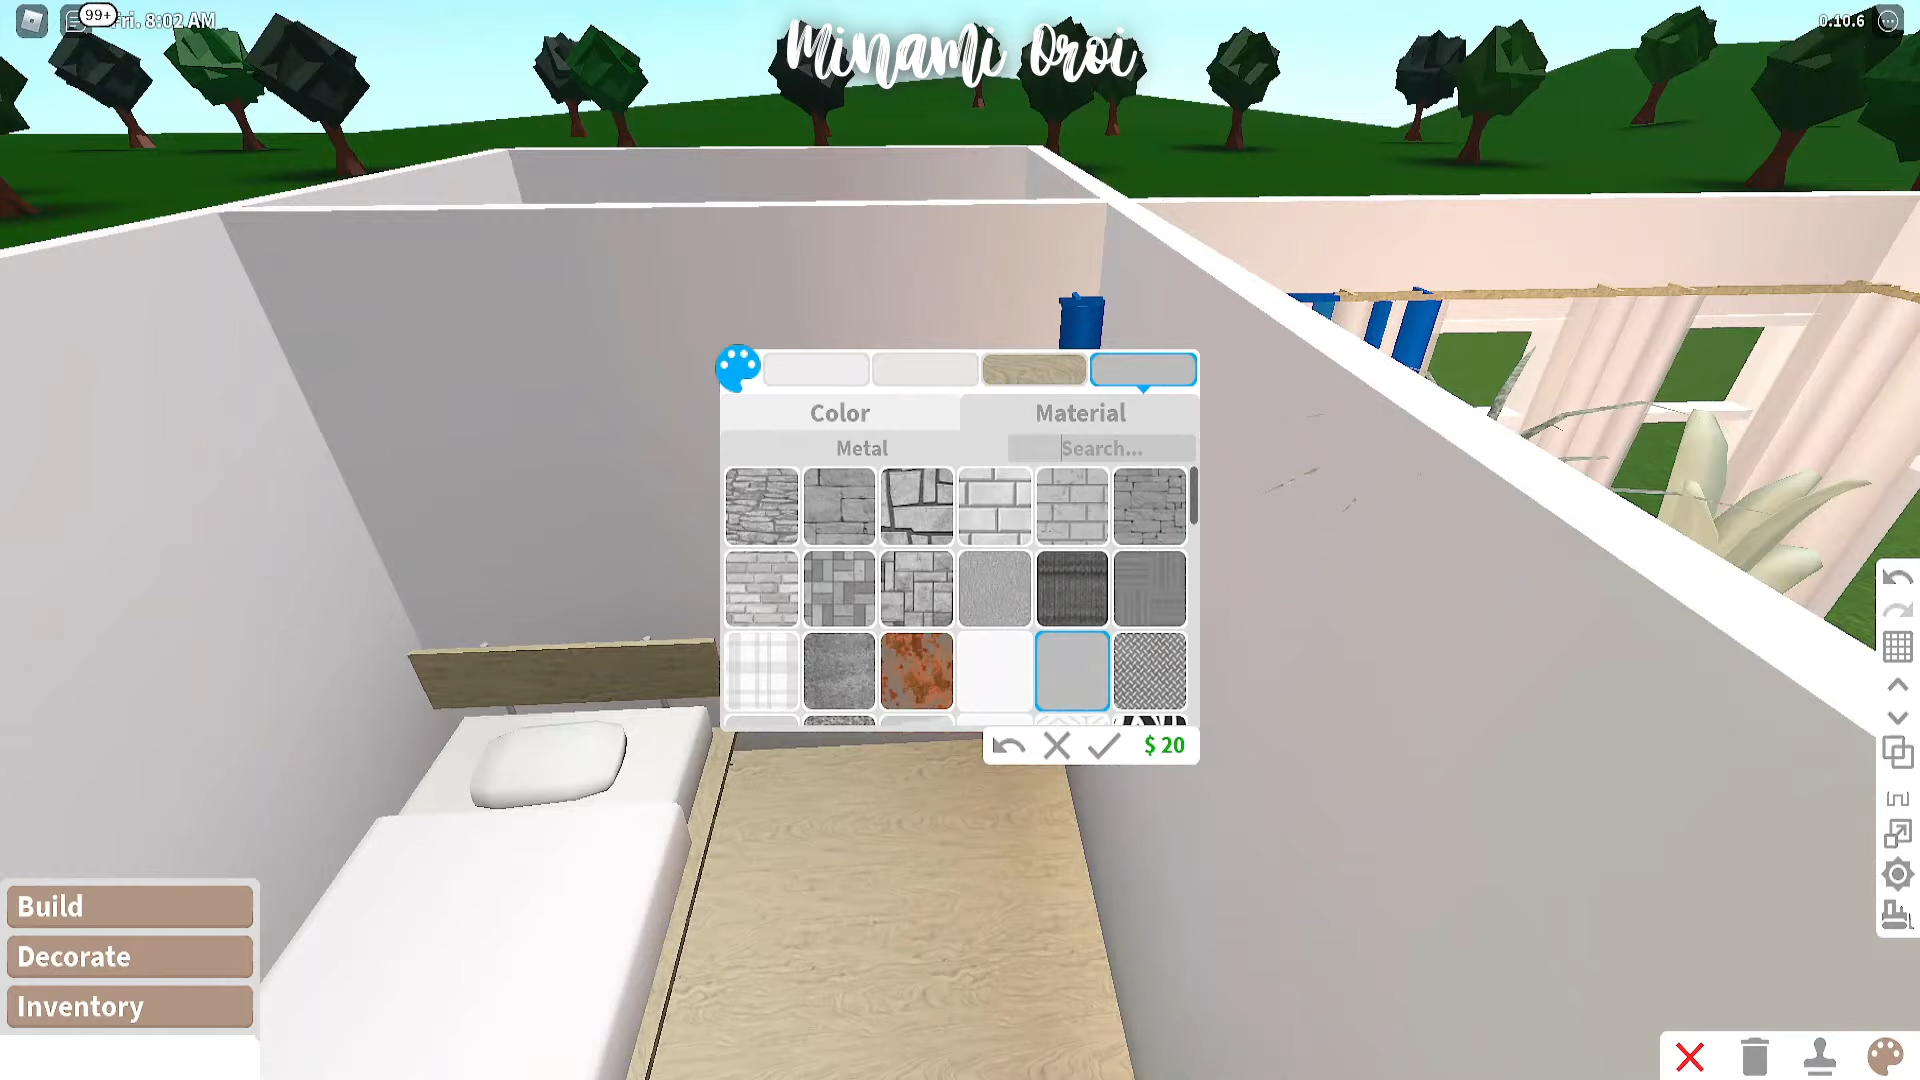 99+
Fri. 8:02 AM
Minami Oroi
0.10.6
Color
Material
Metal
Search...
$ 20
Build
Decorate
Inventory